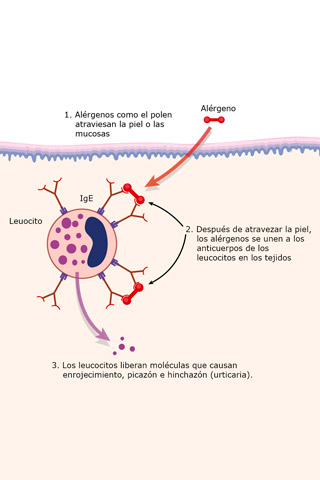 Alérgeno
1. Alérgenos como el polen
atraviesan la piel o las
mucosas
IgE
Leuocito
2. Después de atravezar la piel,
los alérgenos se unen a los
anticuerpos de los
leucocitos en los tejidos
3. Los leucocitos liberan moléculas que causan
enrojecimiento, picazón e hinchazón (urticaria).